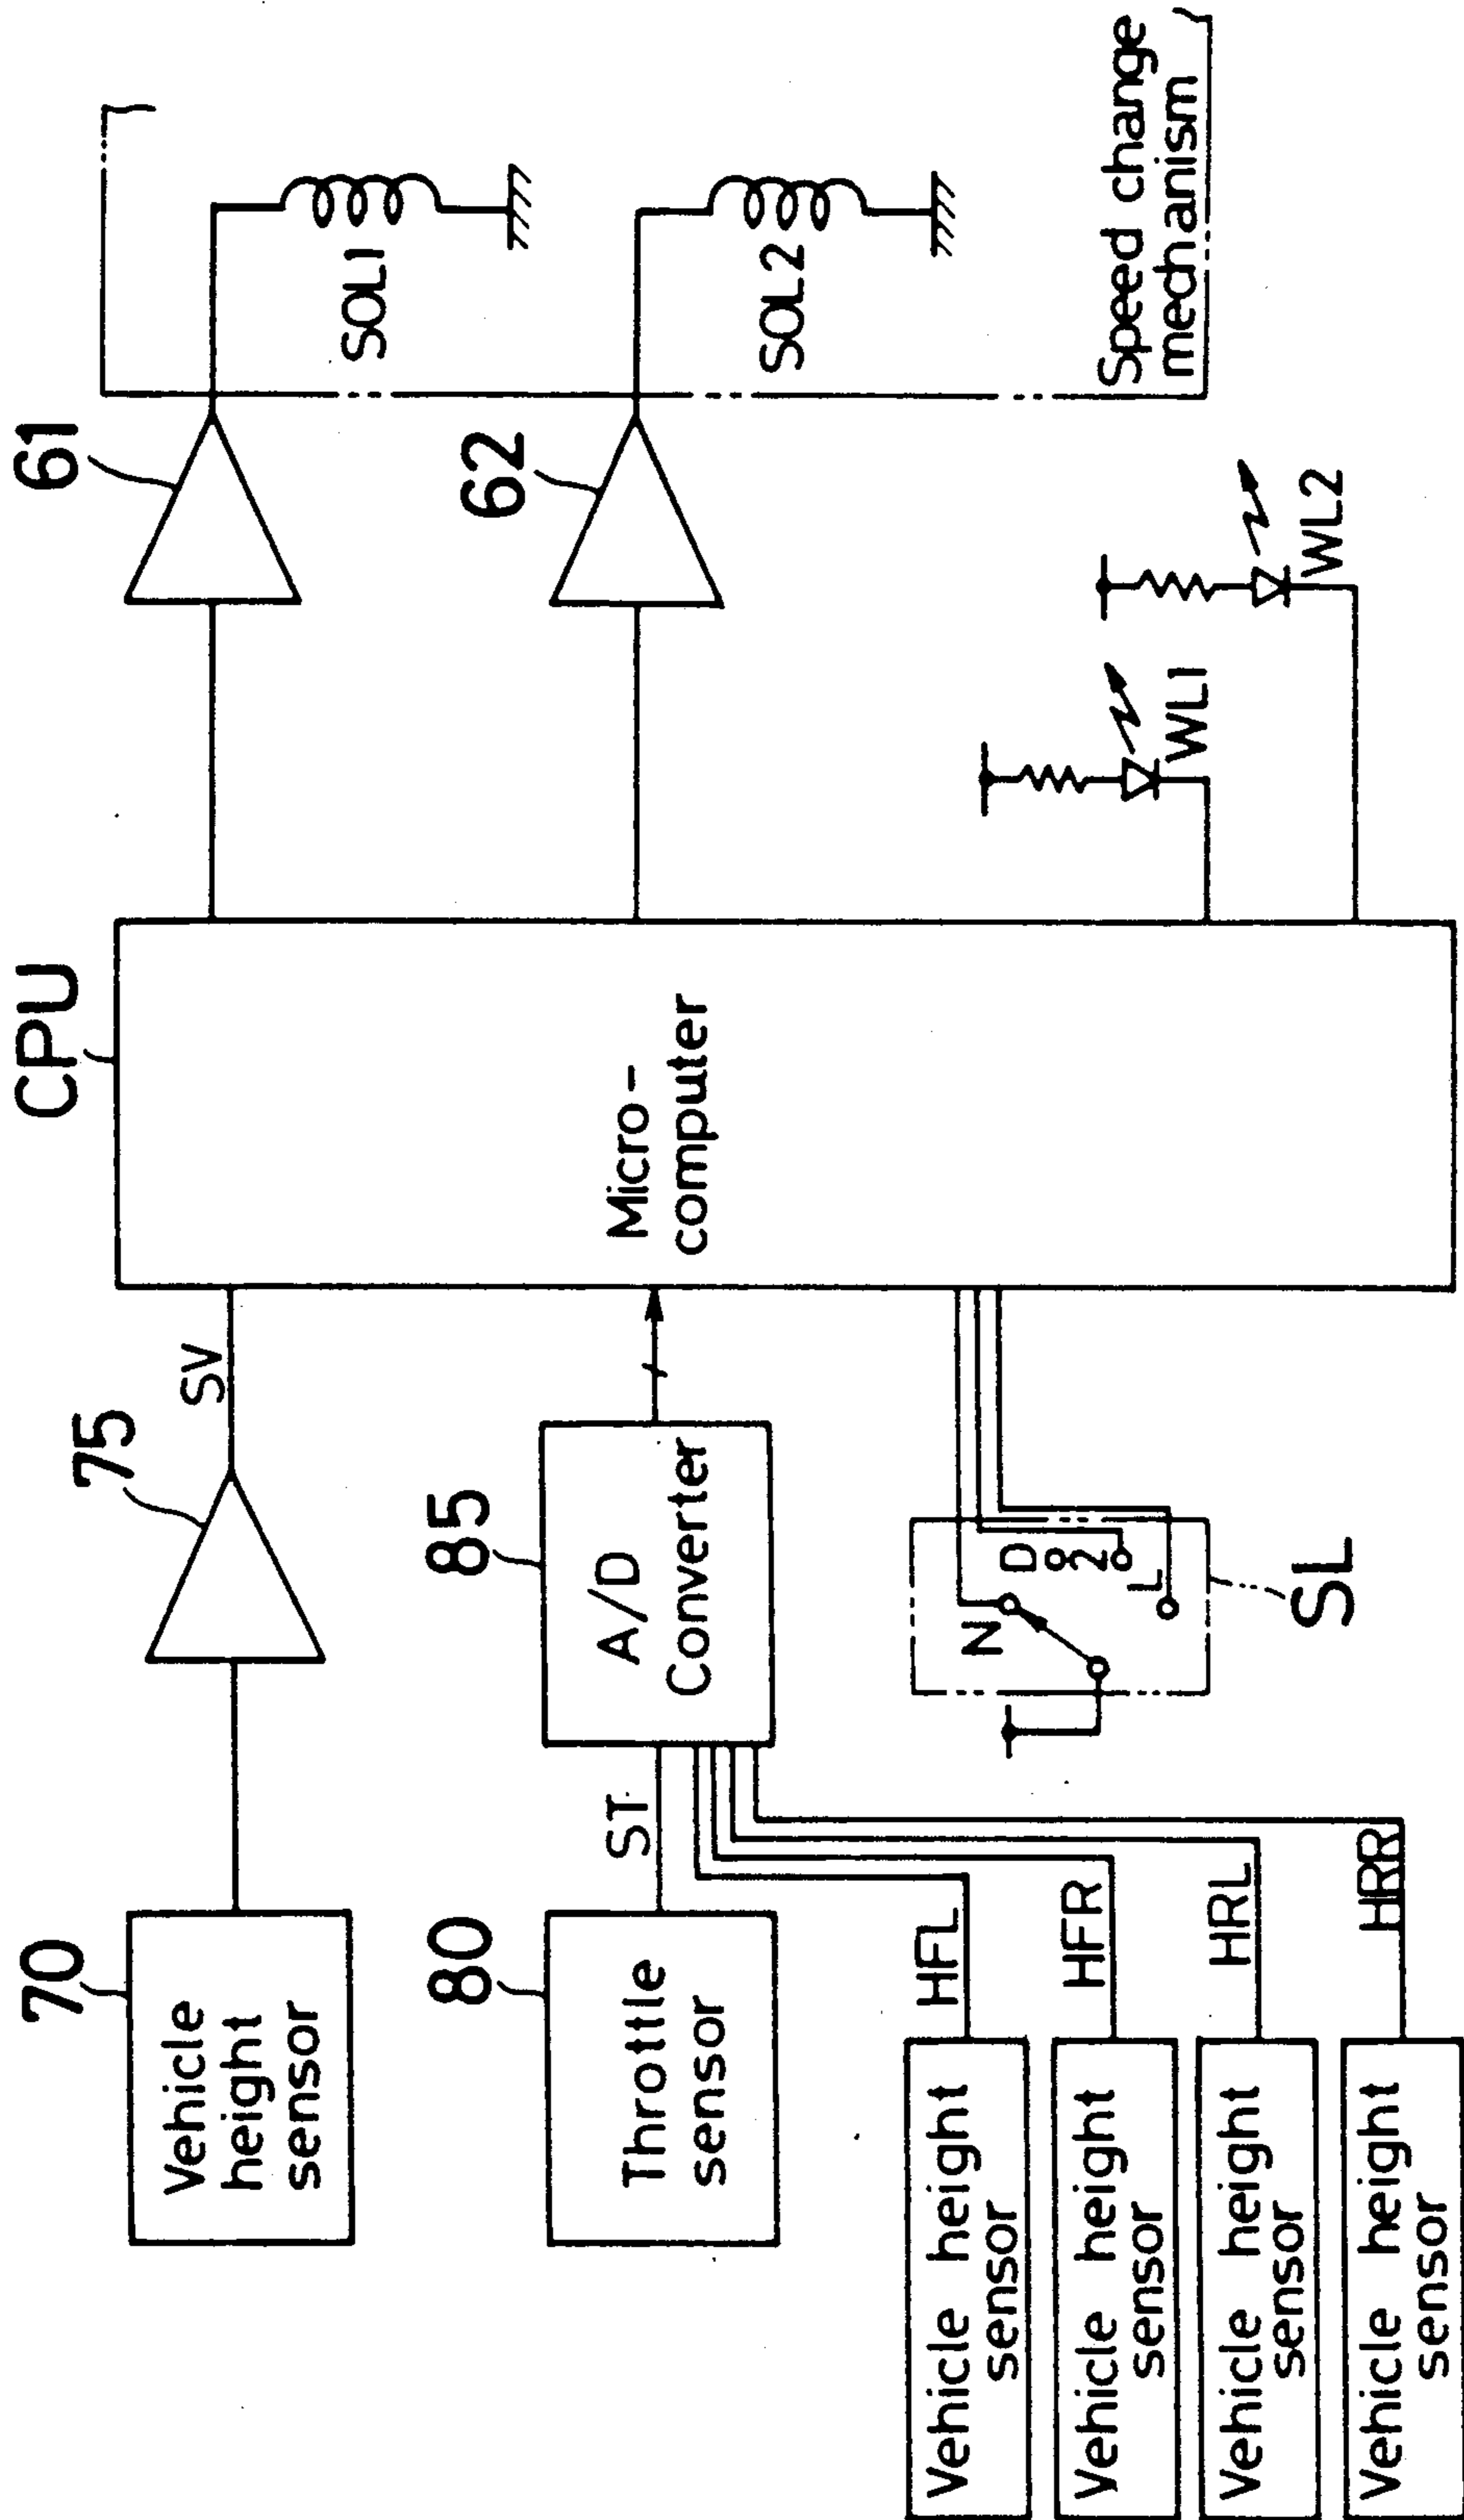 70
Vehicle
height
sensor
75
SV
CPU
Micro-
computer
61
SOL1
80
Throttle
sensor
ST
85
A/D
Converter
62
SOL2
Vehicle height
sensor
HFL
Vehicle height
sensor
HFR
Vehicle height
sensor
HRL
Vehicle height
sensor
HRR
N
D
&
2
L
SL
WL1
WL2
Speed change
mechanism